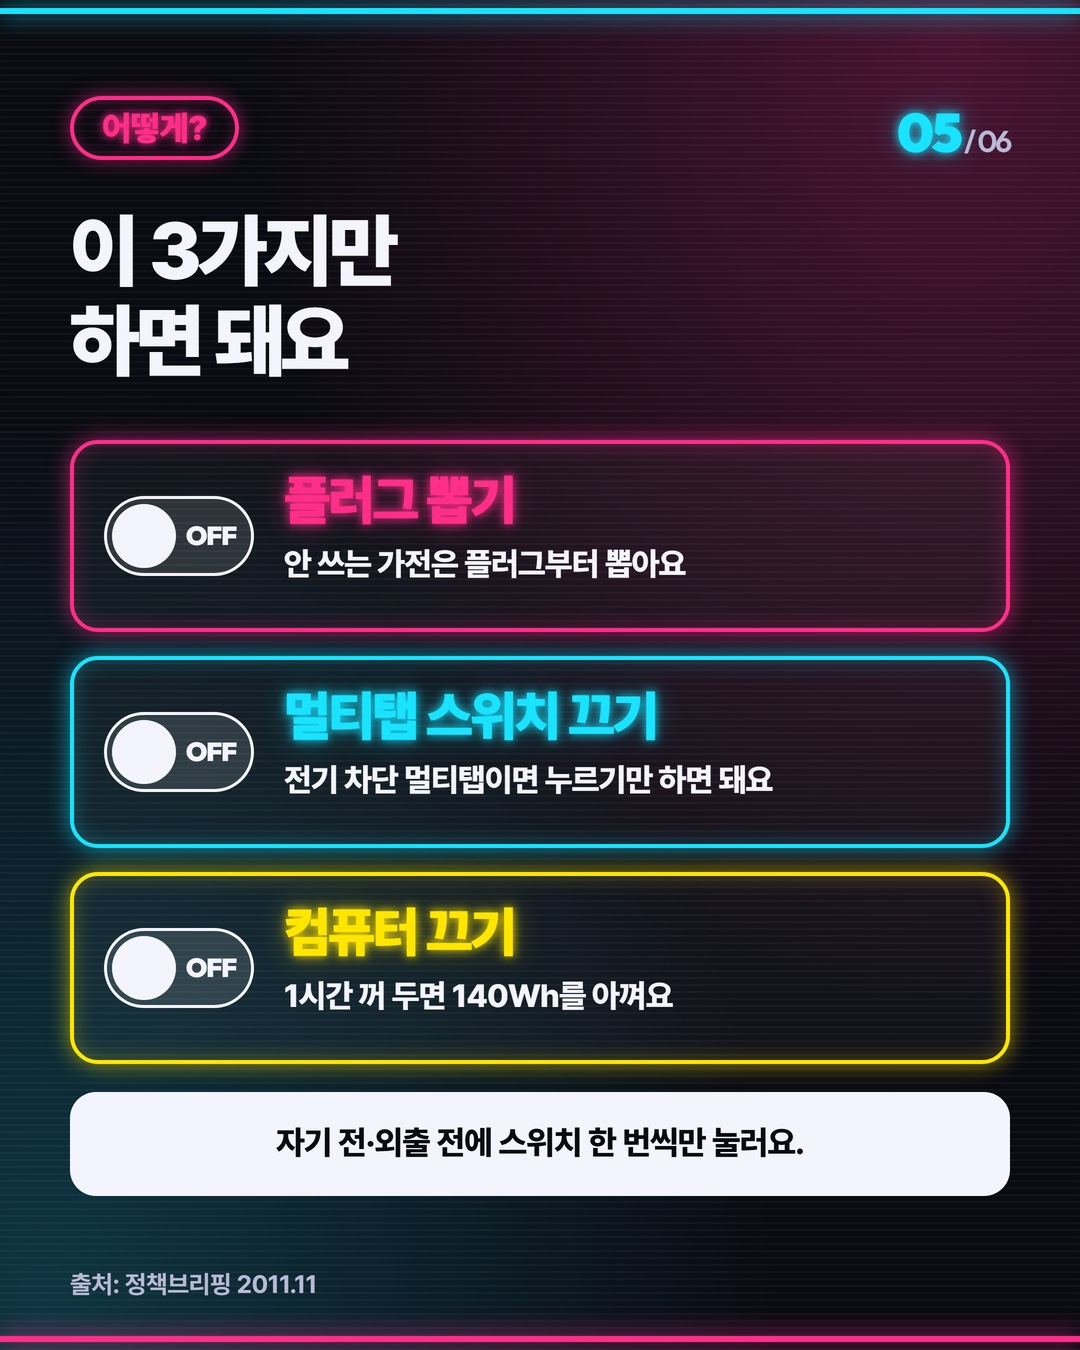 어떻게?
05/06
이 3가지만
하면 돼요
OFF
플러그 뽑기
안 쓰는 가전은 플러그부터 뽑아요
OFF
멀티탭 스위치 끄기
전기 차단 멀티탭이면 누르기만 하면 돼요
OFF
컴퓨터 끄기
1시간 꺼 두면 140Wh를 아껴요
자기 전·외출 전에 스위치 한 번씩만 눌러요.
출처: 정책브리핑 2011.11